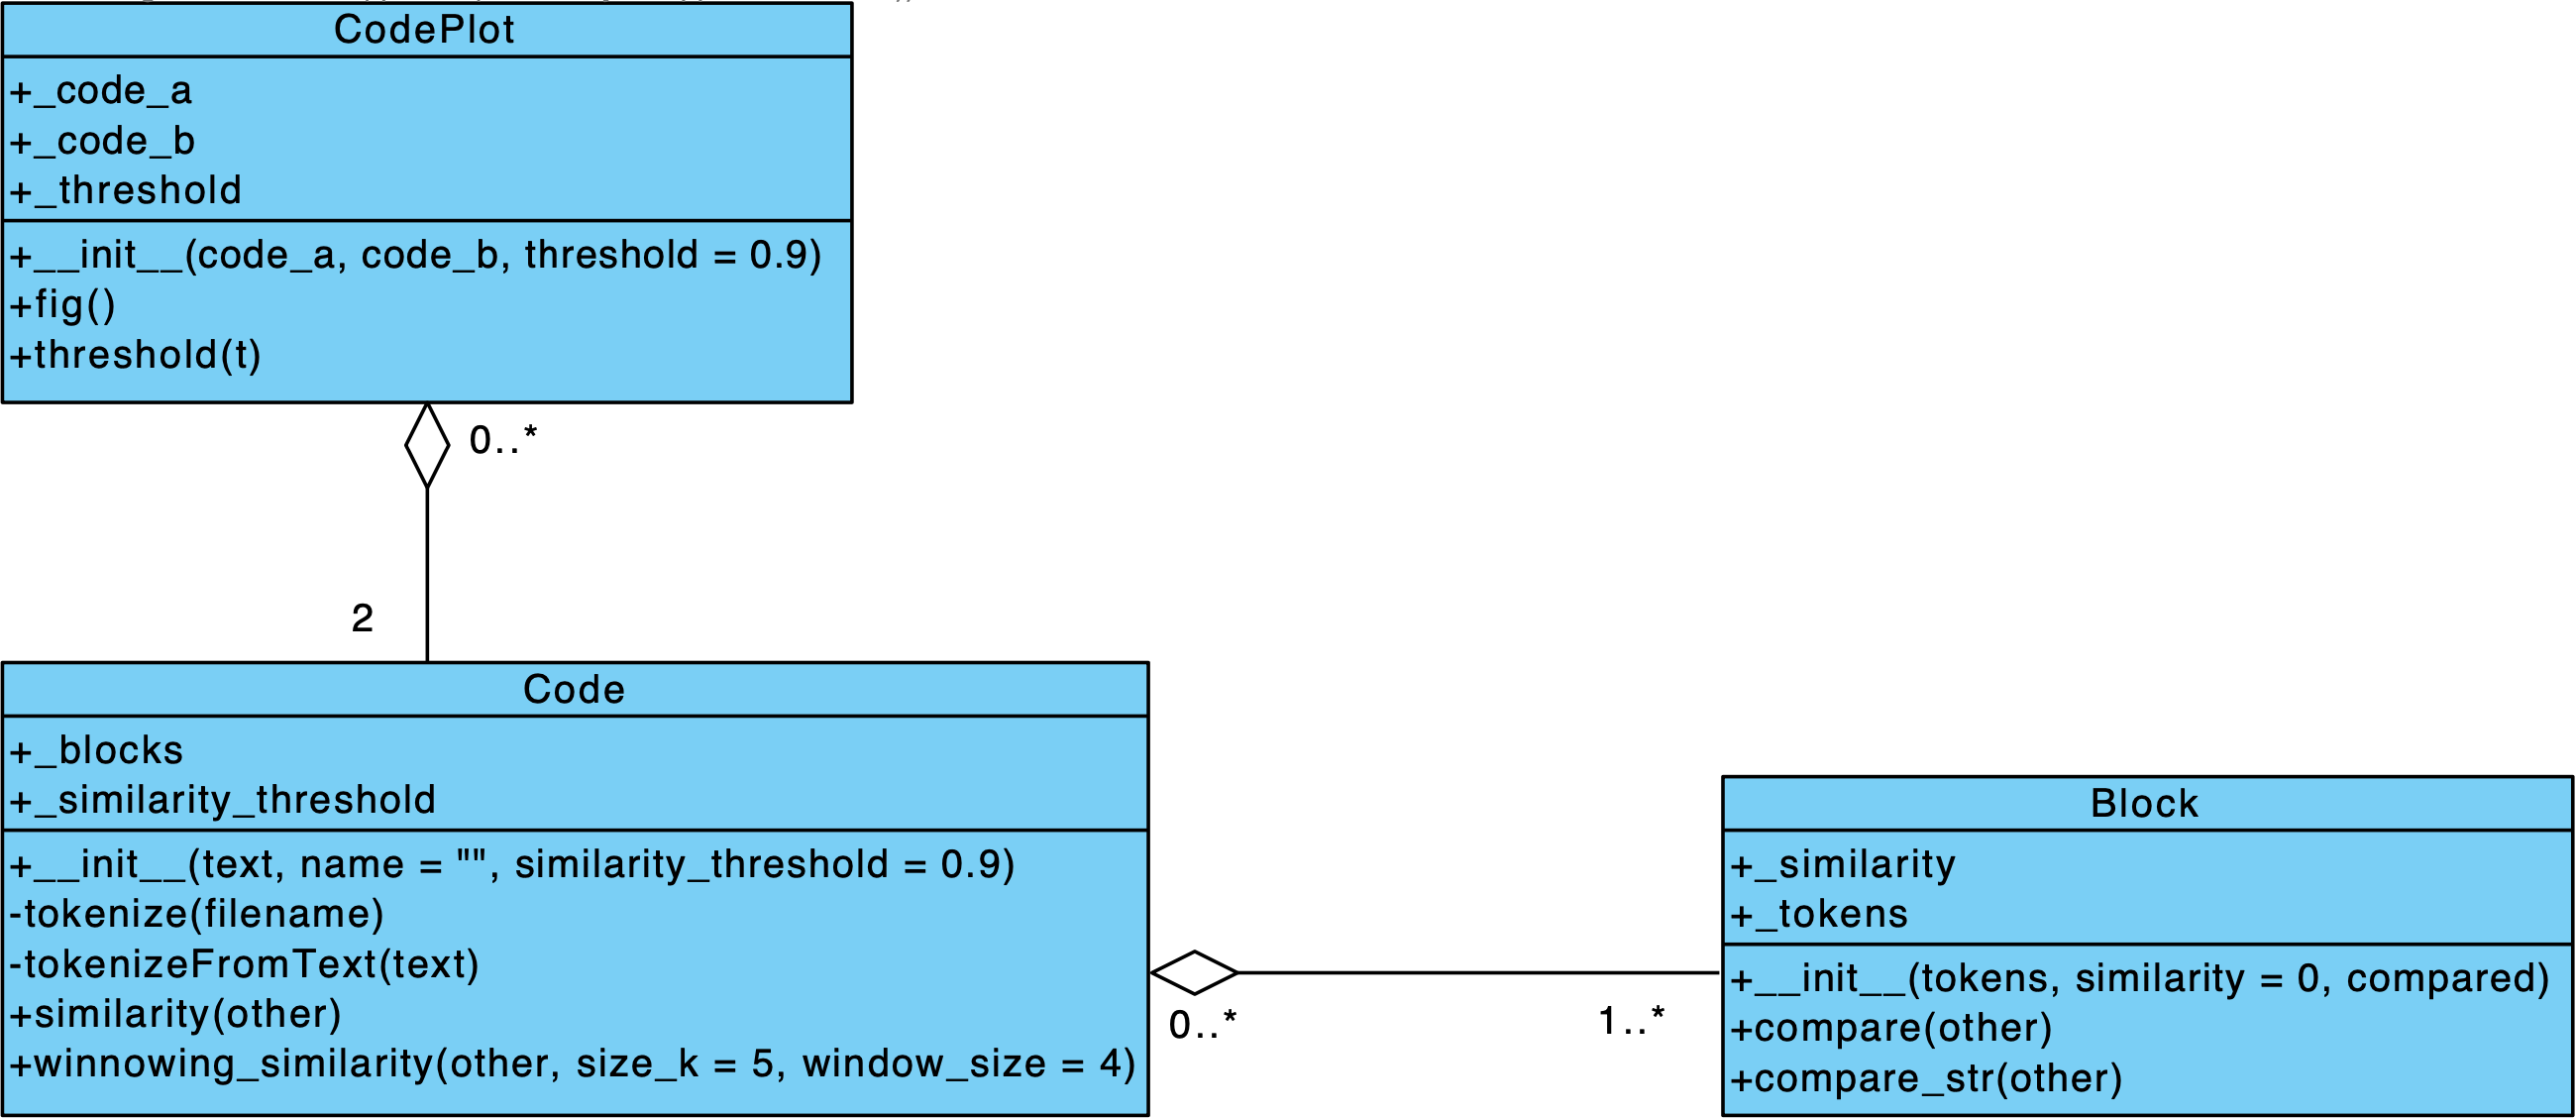 CodePlot
+_code_a
+_code_b
+_threshold
+__init__(code_a, code_b, threshold = 0.9)
+fig()
+threshold(t)
0..*
2
Code
+_blocks
+_similarity_threshold
+__init__(text, name = "", similarity_threshold = 0.9)
-tokenize(filename)
-tokenizeFromText(text)
+similarity(other)
+winnowing_similarity(other, size_k = 5, window_size = 4)
0..*
1..*
Block
+_similarity
+_tokens
+__init__(tokens, similarity = 0, compared)
+compare(other)
+compare_str(other)